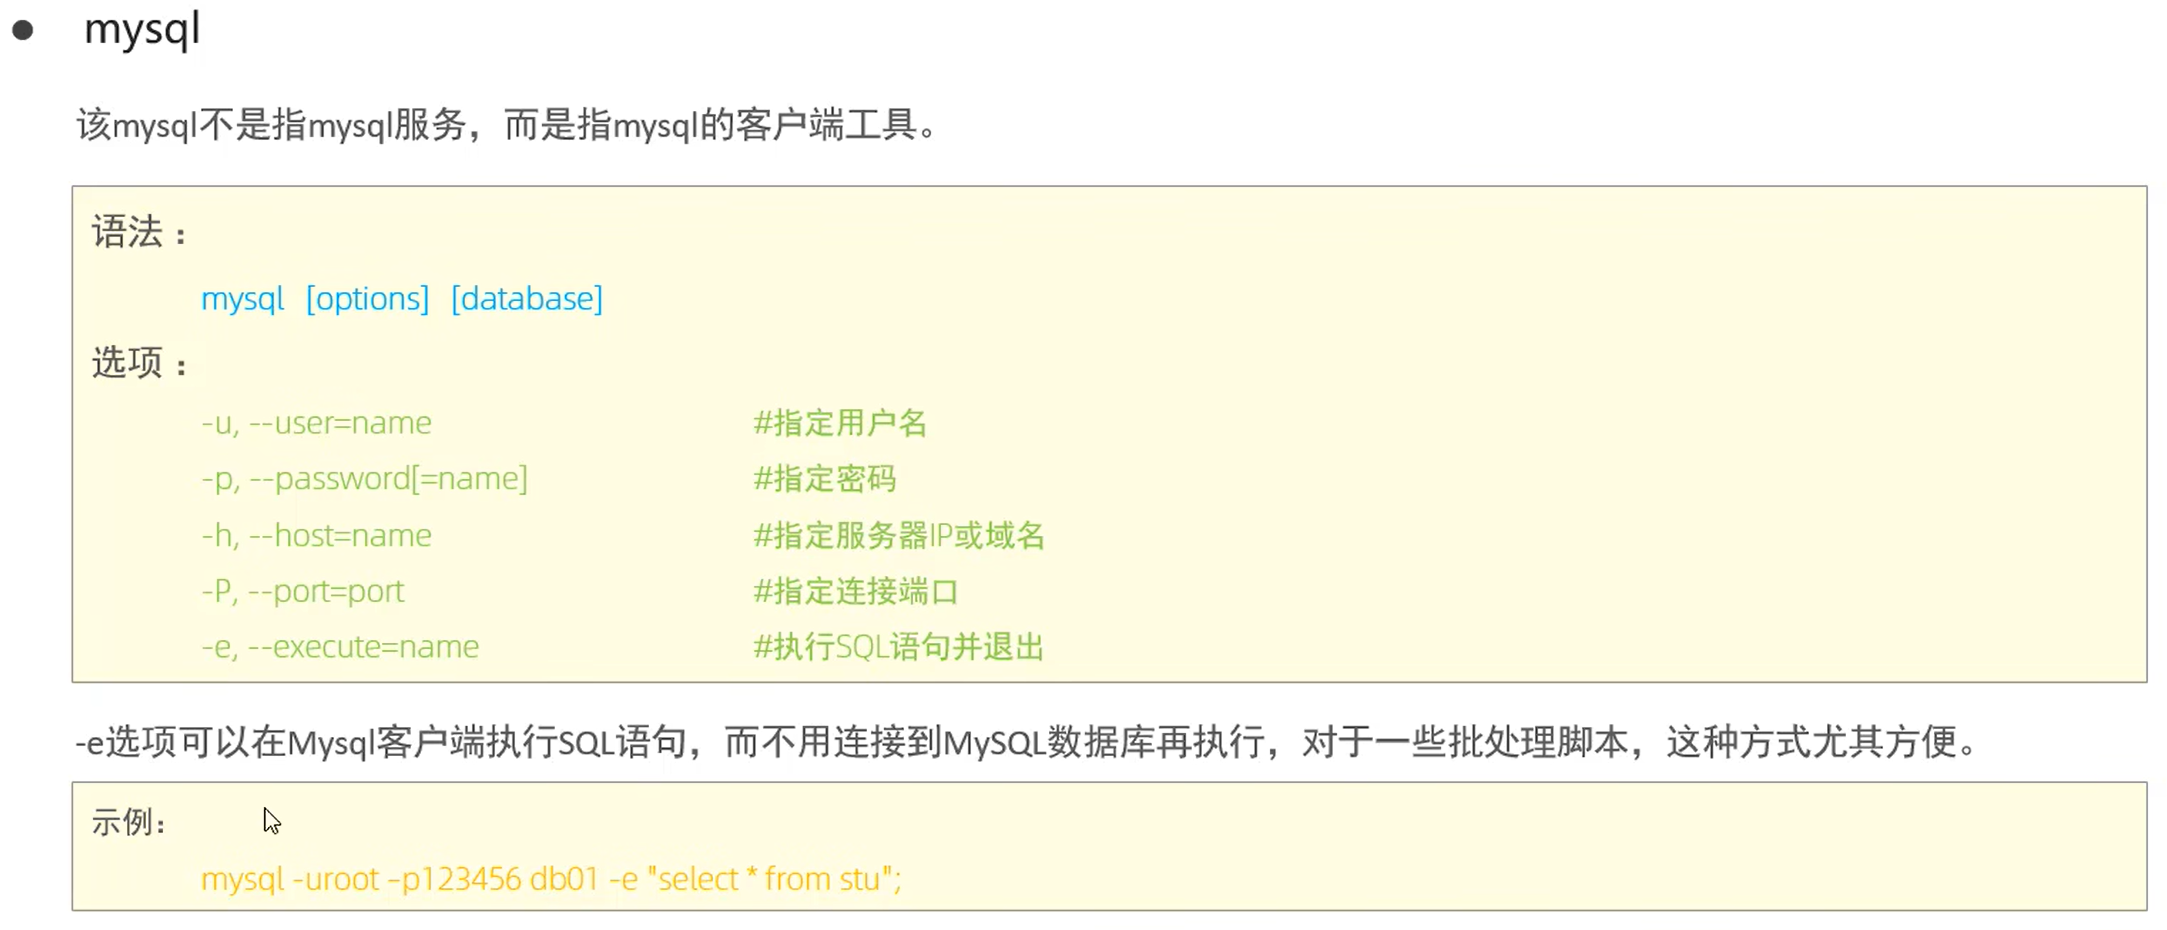 ● mysql
该mysql不是指mysql服务，而是指mysql的客户端工具。
语法：
mysql [options] [database]
选项：
-u, --user=name #指定用户名
-p, --password[=name] #指定密码
-h, --host=name #指定服务器IP或域名
-P, --port=port #指定连接端口
-e, --execute=name #执行SQL语句并退出
-e选项可以在Mysql客户端执行SQL语句，而不用连接到MySQL数据库再执行，对于一些批处理脚本，这种方式尤其方便。
示例：
mysql -uroot –p123456 db01 -e "select * from stu";